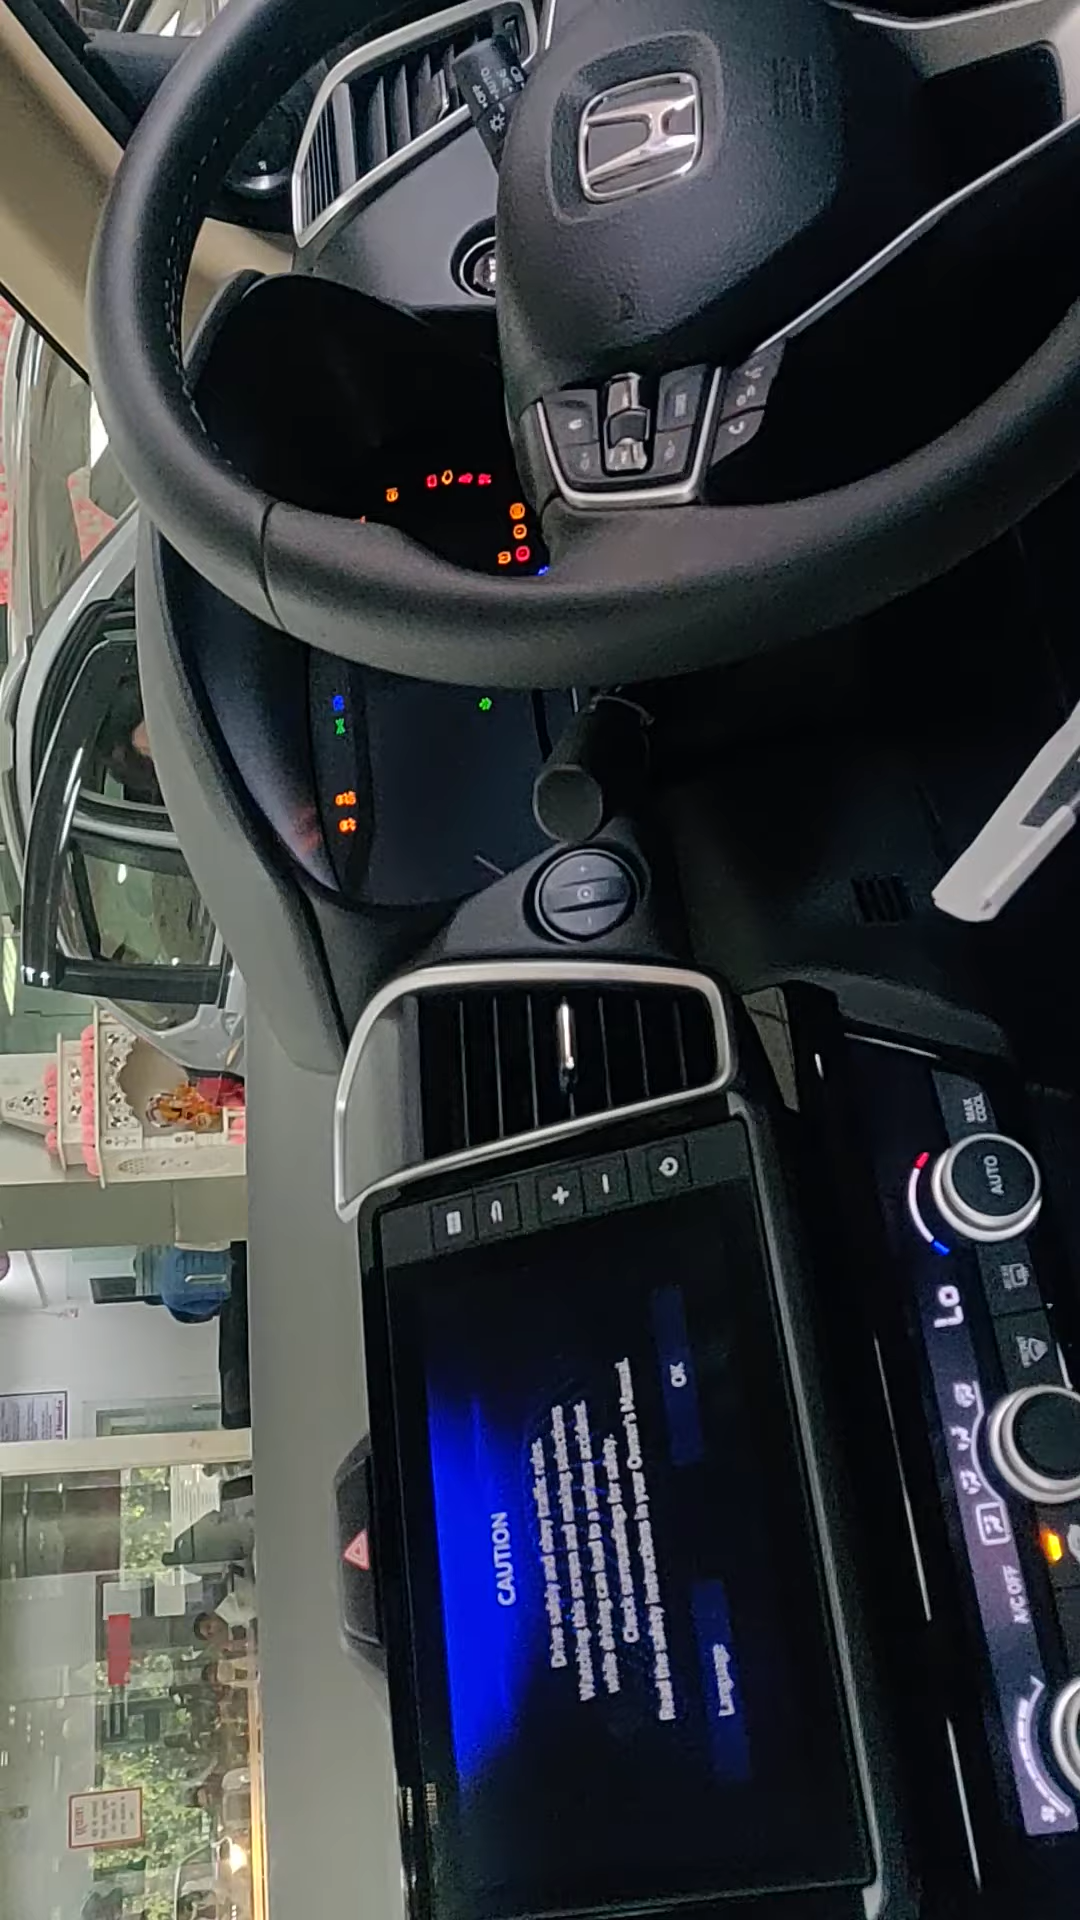 CAUTION
Drive safely and obey traffic rules.
Watching this screen and making selections
while driving can lead to a serious accident.
Check surroundings for safety.
Read the safety instructions in your Owner's Manual.
OK
Language
MAX
COOL
AUTO
Lo
A/C OFF
AUTO
OFF